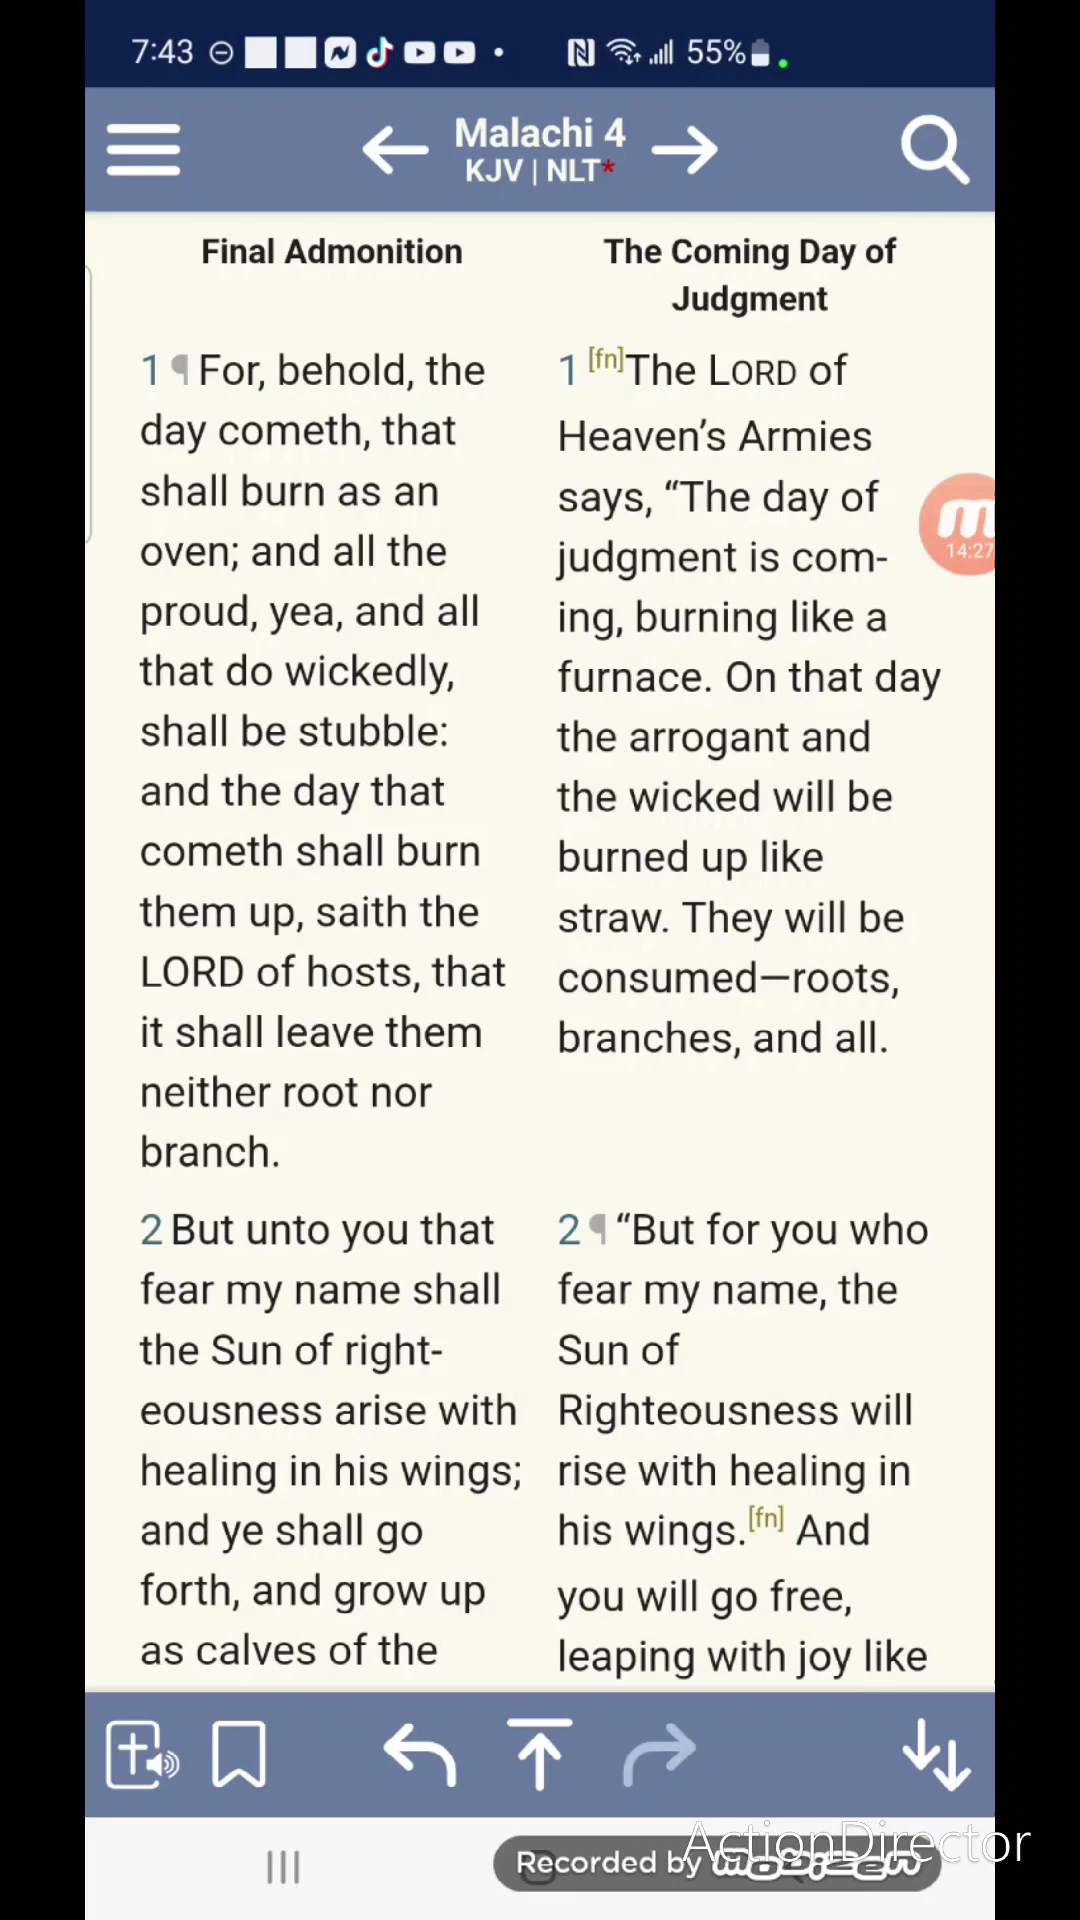 7:43
55%
Malachi 4
KJV | NLT*
Final Admonition
1 ¶ For, behold, the
day cometh, that
shall burn as an
oven; and all the
proud, yea, and all
that do wickedly,
shall be stubble:
and the day that
cometh shall burn
them up, saith the
LORD of hosts, that
it shall leave them
neither root nor
branch.
2 But unto you that
fear my name shall
the Sun of right-
eousness arise with
healing in his wings;
and ye shall go
forth, and grow up
as calves of the
The Coming Day of
Judgment
1 [fn]The LORD of
Heaven’s Armies
says, “The day of
judgment is com-
ing, burning like a
furnace. On that day
the arrogant and
the wicked will be
burned up like
straw. They will be
consumed—roots,
branches, and all.
2 ¶ “But for you who
fear my name, the
Sun of
Righteousness will
rise with healing in
his wings.[fn] And
you will go free,
leaping with joy like
14:27
ActionDirector
Recorded by mobizen